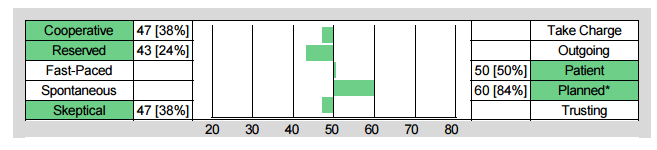 Cooperative 47 [38%] Take Charge
Reserved 43 [24%] Outgoing
Fast-Paced 50 [50%] Patient
Spontaneous 60 [84%] Planned*
Skeptical 47 [38%] Trusting
20 30 40 50 60 70 80